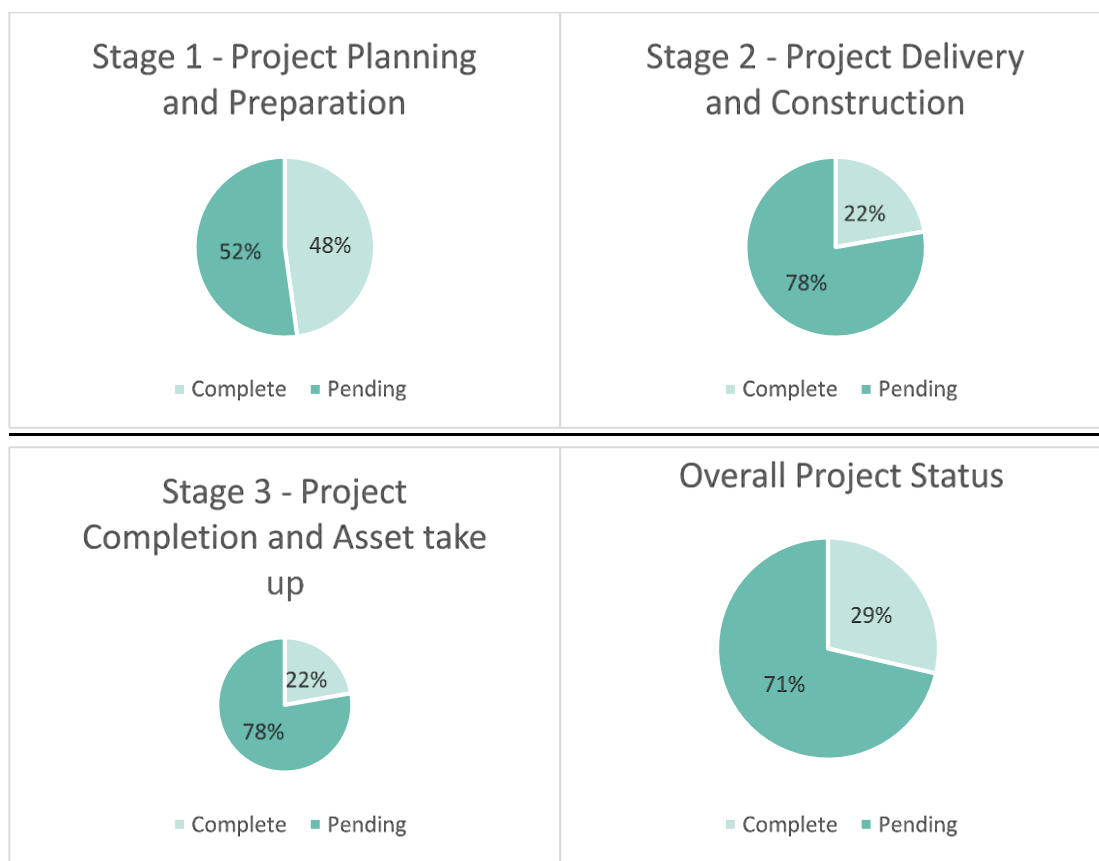 Stage 1 - Project Planning
and Preparation
52%
48%
Complete
Pending
Stage 2 - Project Delivery
and Construction
22%
78%
Complete
Pending
Stage 3 - Project
Completion and Asset take
up
22%
78%
Complete
Pending
Overall Project Status
29%
71%
Complete
Pending